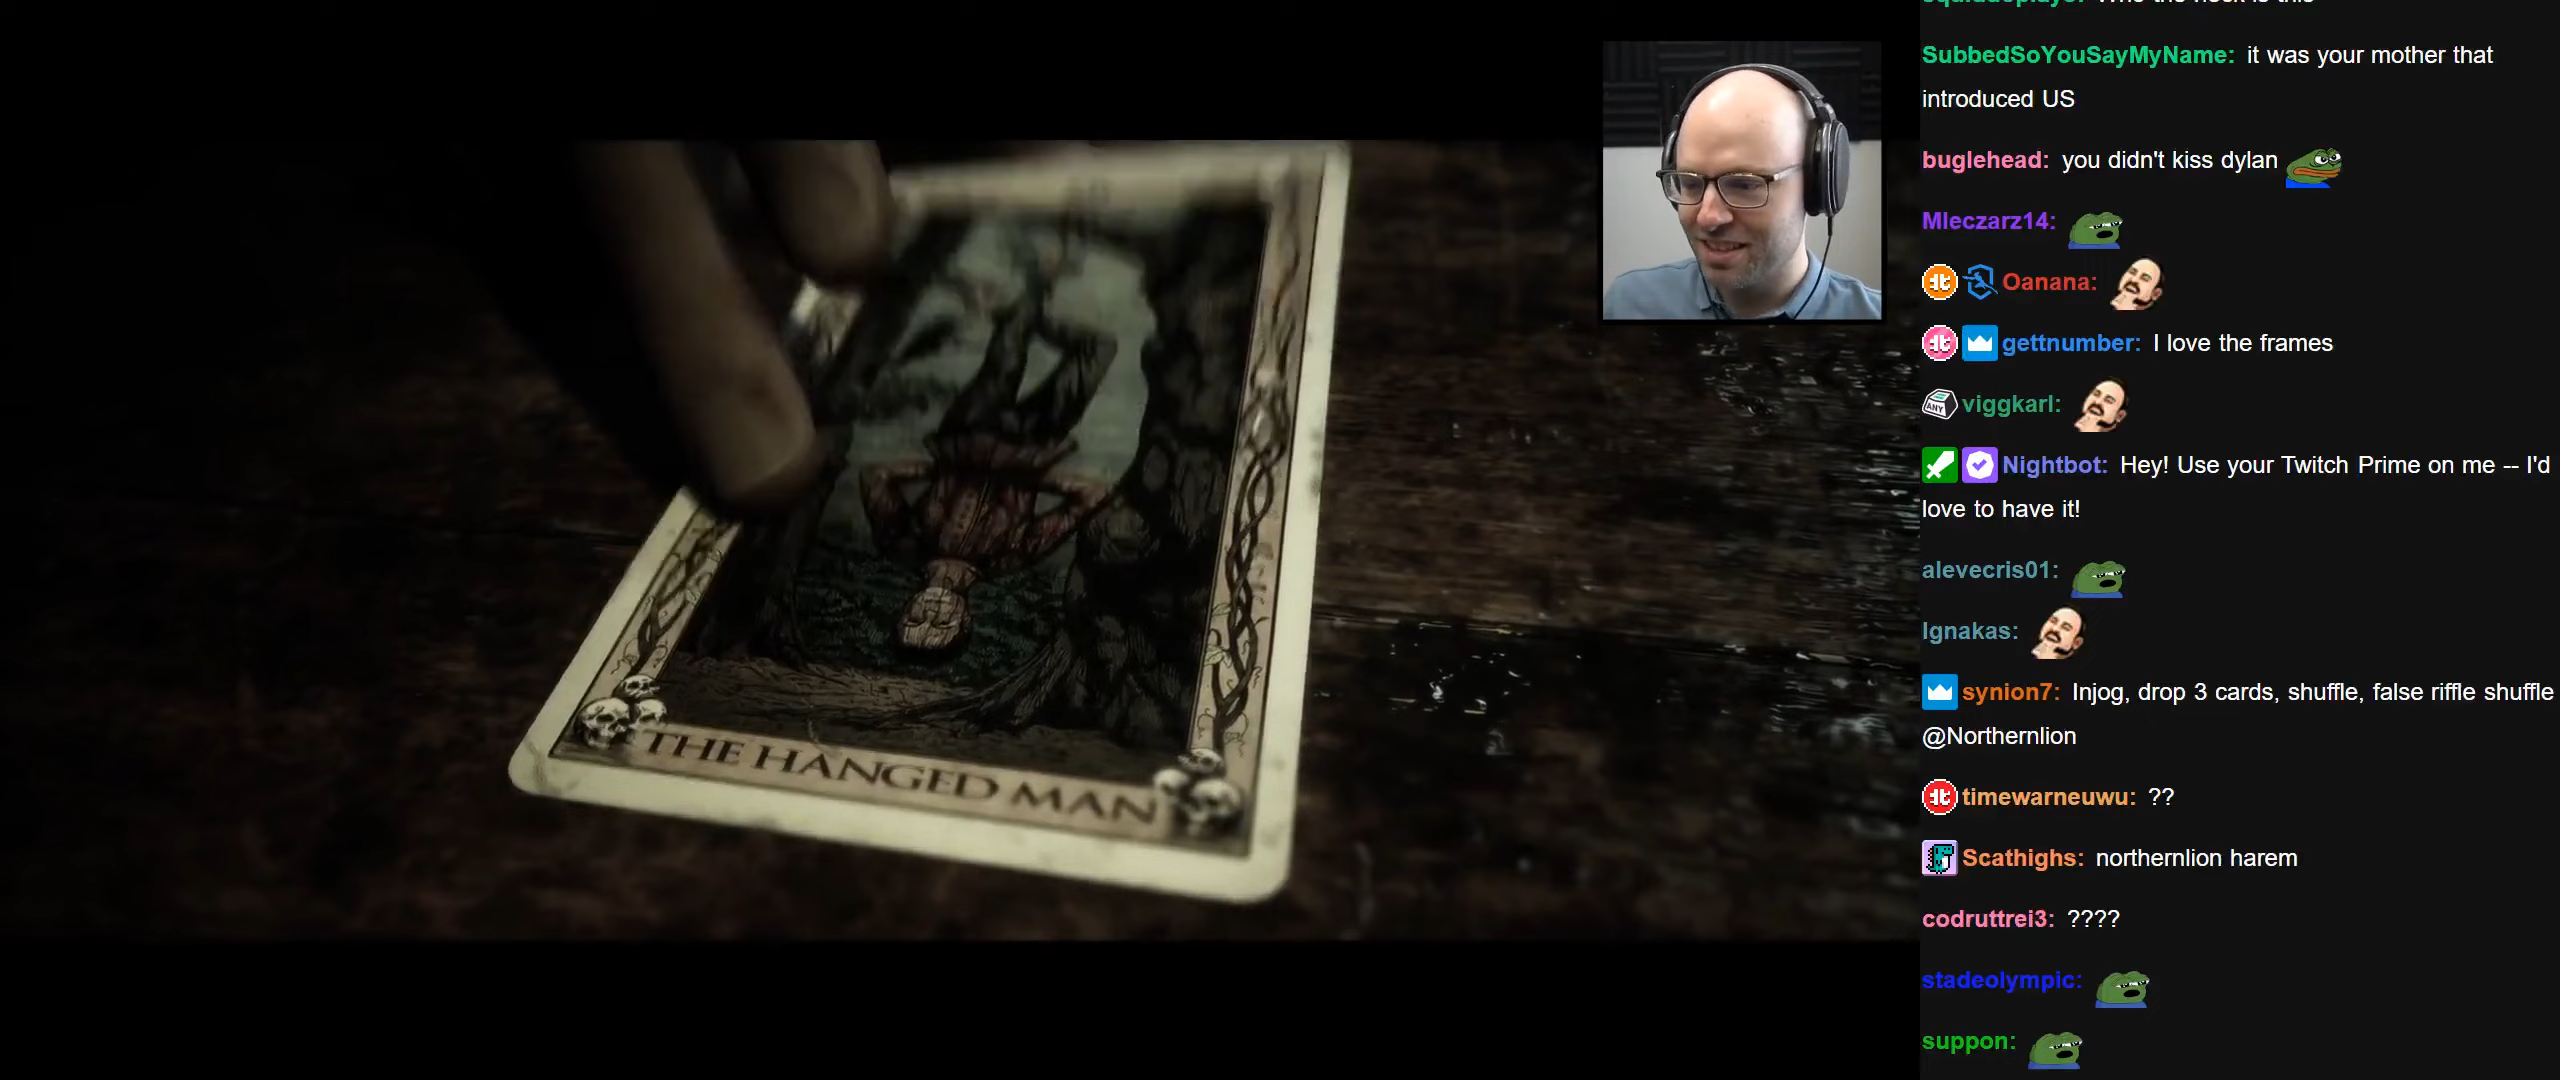 SubbedSoYouSayMyName: it was your mother that
introduced US
buglehead: you didn't kiss dylan
Mleczarz14:
Oanana:
gettnumber: I love the frames
ANY
viggkarl:
Nightbot: Hey! Use your Twitch Prime on me -- I'd
love to have it!
alevecris01:
Ignakas:
synion7: Injog, drop 3 cards, shuffle, false riffle shuffle
@Northernlion
timewarneuwu: ??
Scathighs: northernlion harem
codruttrei3: ????
stadeolympic:
suppon:
THE HANGED MAN